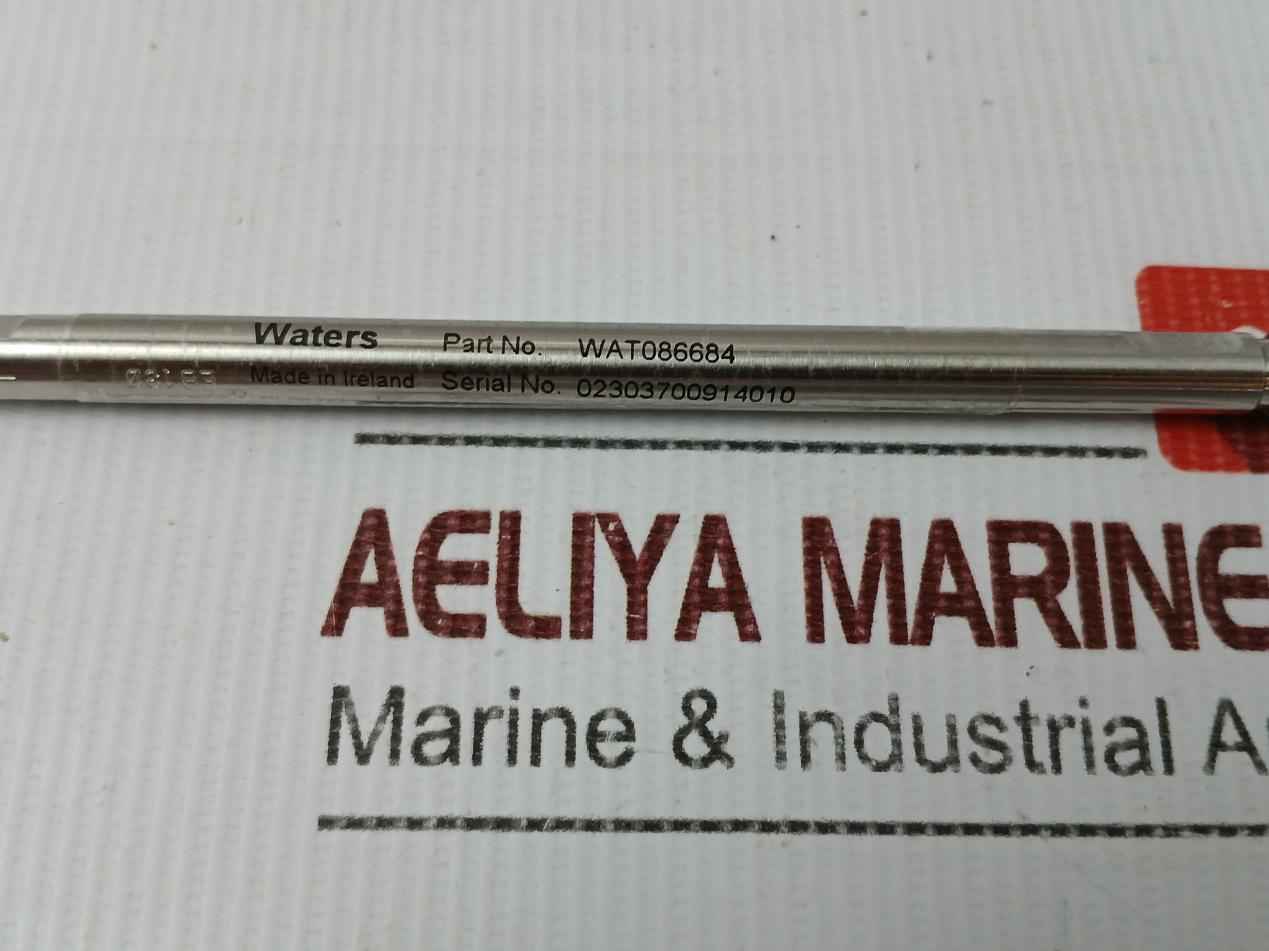 Waters Part No. WAT086684
Made in Ireland Serial No. 02303700914010
AELIYA MARINE
Marine & Industrial A